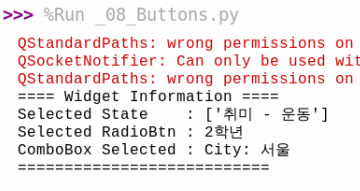 >>> %Run _08_Buttons.py
QStandardPaths: wrong permissions on
QSocketNotifier: Can only be used wit
QStandardPaths: wrong permissions on
==== Widget Information ====
Selected State    : ['취미 - 운동']
Selected RadioBtn : 2학년
ComboBox Selected : City: 서울
===========================